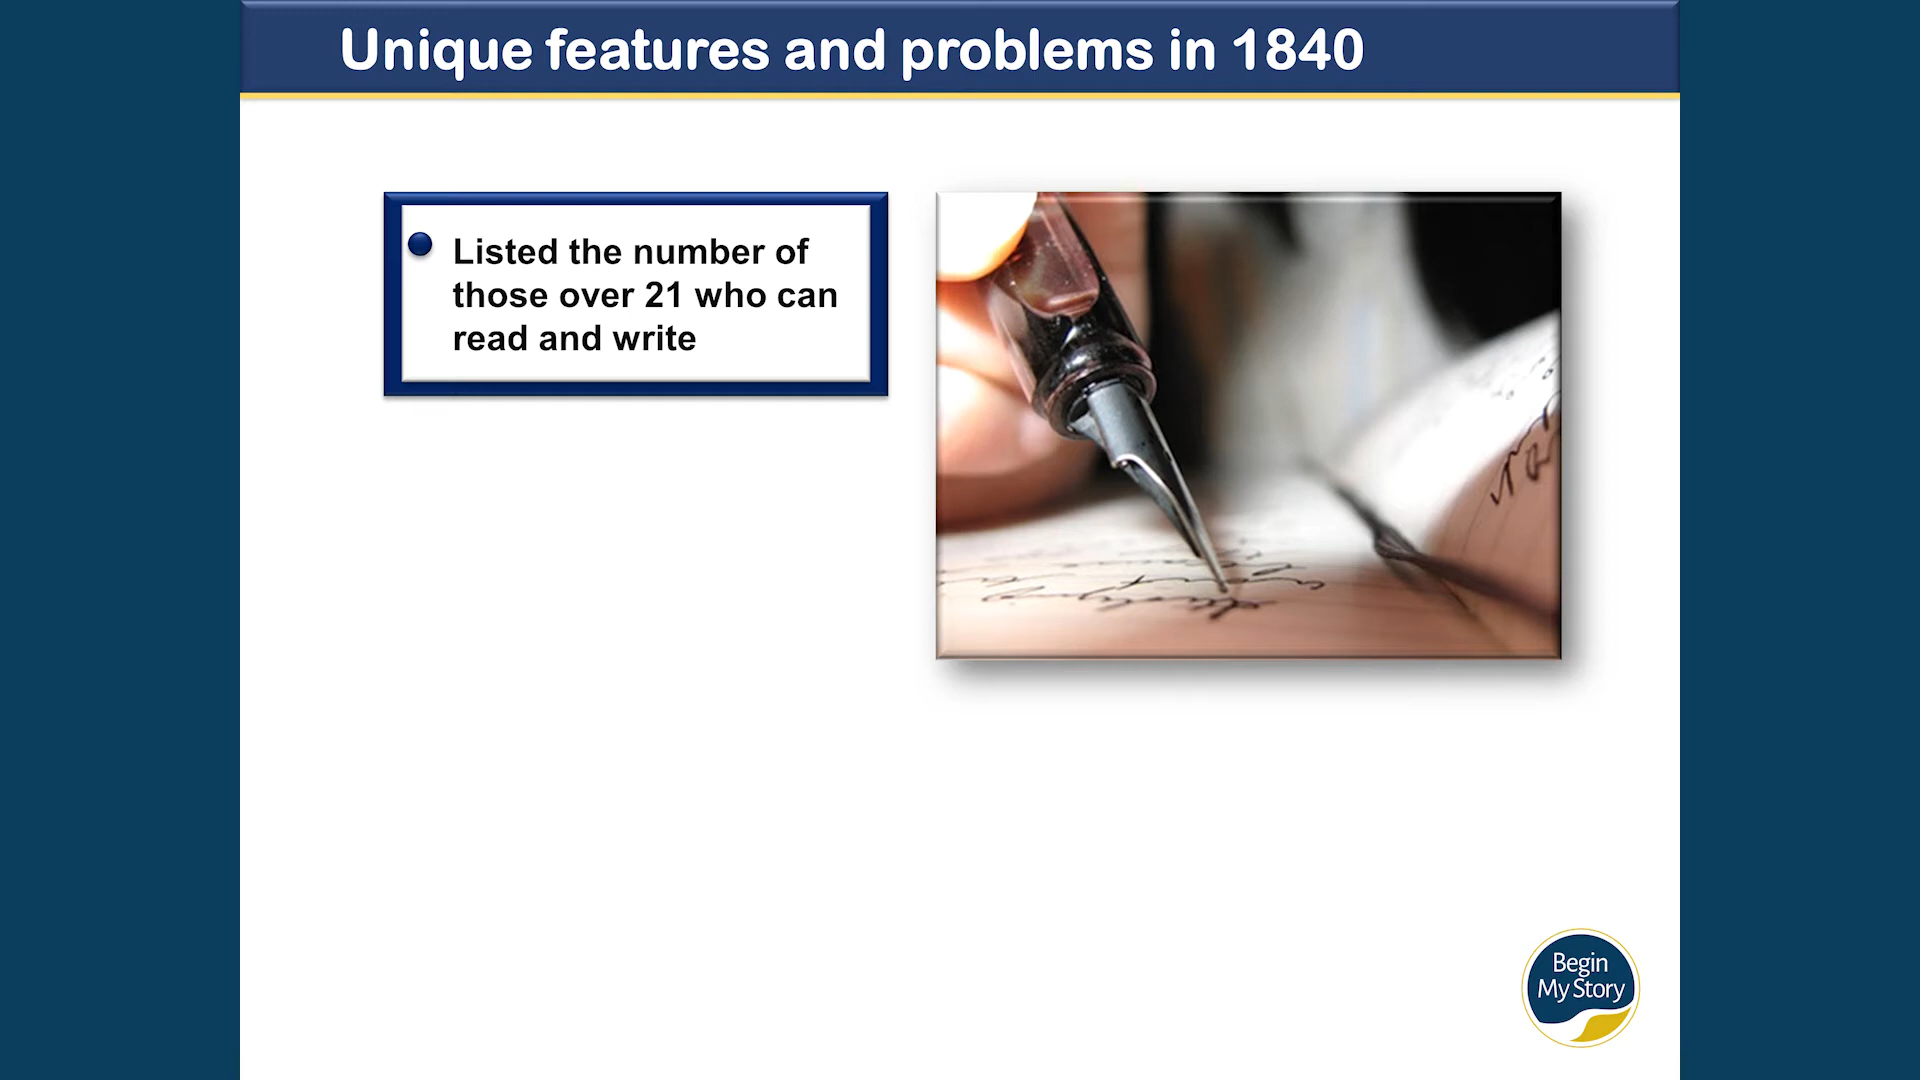 Unique features and problems in 1840
Listed the number of
those over 21 who can
read and write
Begin
My Story